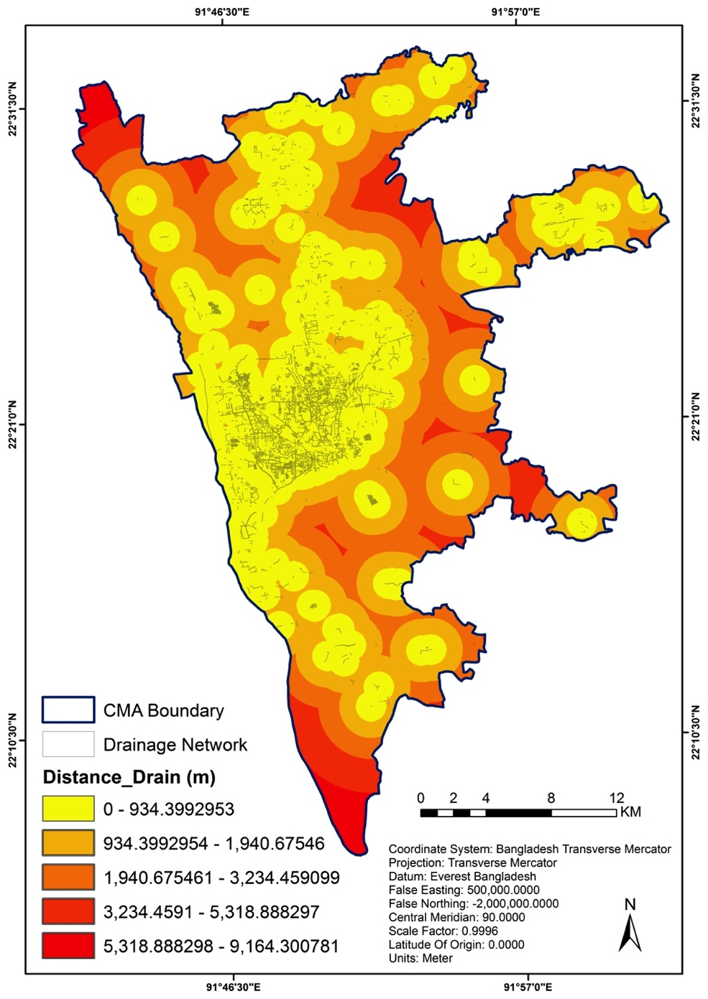 91°46'30"E
91°57'0"E
22°31'30"N
22°31'30"N
22°21'0"N
22°21'0"N
22°10'30"N
22°10'30"N
CMA Boundary
Drainage Network
Distance_Drain (m)
0 - 934.3992953
934.3992954 - 1,940.67546
1,940.675461 - 3,234.459099
3,234.4591 - 5,318.888297
5,318.888298 - 9,164.300781
0 2 4 8 12
KM
Coordinate System: Bangladesh Transverse Mercator
Projection: Transverse Mercator
Datum: Everest Bangladesh
False Easting: 500,000.0000
False Northing: -2,000,000.0000
Central Meridian: 90.0000
Scale Factor: 0.9996
Latitude Of Origin: 0.0000
Units: Meter
N
91°46'30"E
91°57'0"E